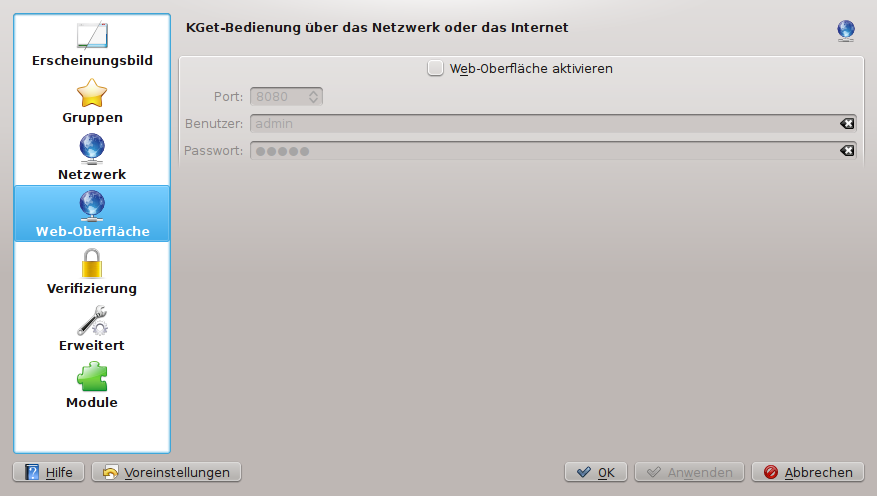 Erscheinungsbild
Gruppen
Netzwerk
Web-Oberfläche
Verifizierung
Erweitert
Module
KGet-Bedienung über das Netzwerk oder das Internet
Web-Oberfläche aktivieren
Port: 8080
Benutzer: admin
Passwort: ●●●●●
Hilfe Voreinstellungen OK Anwenden Abbrechen